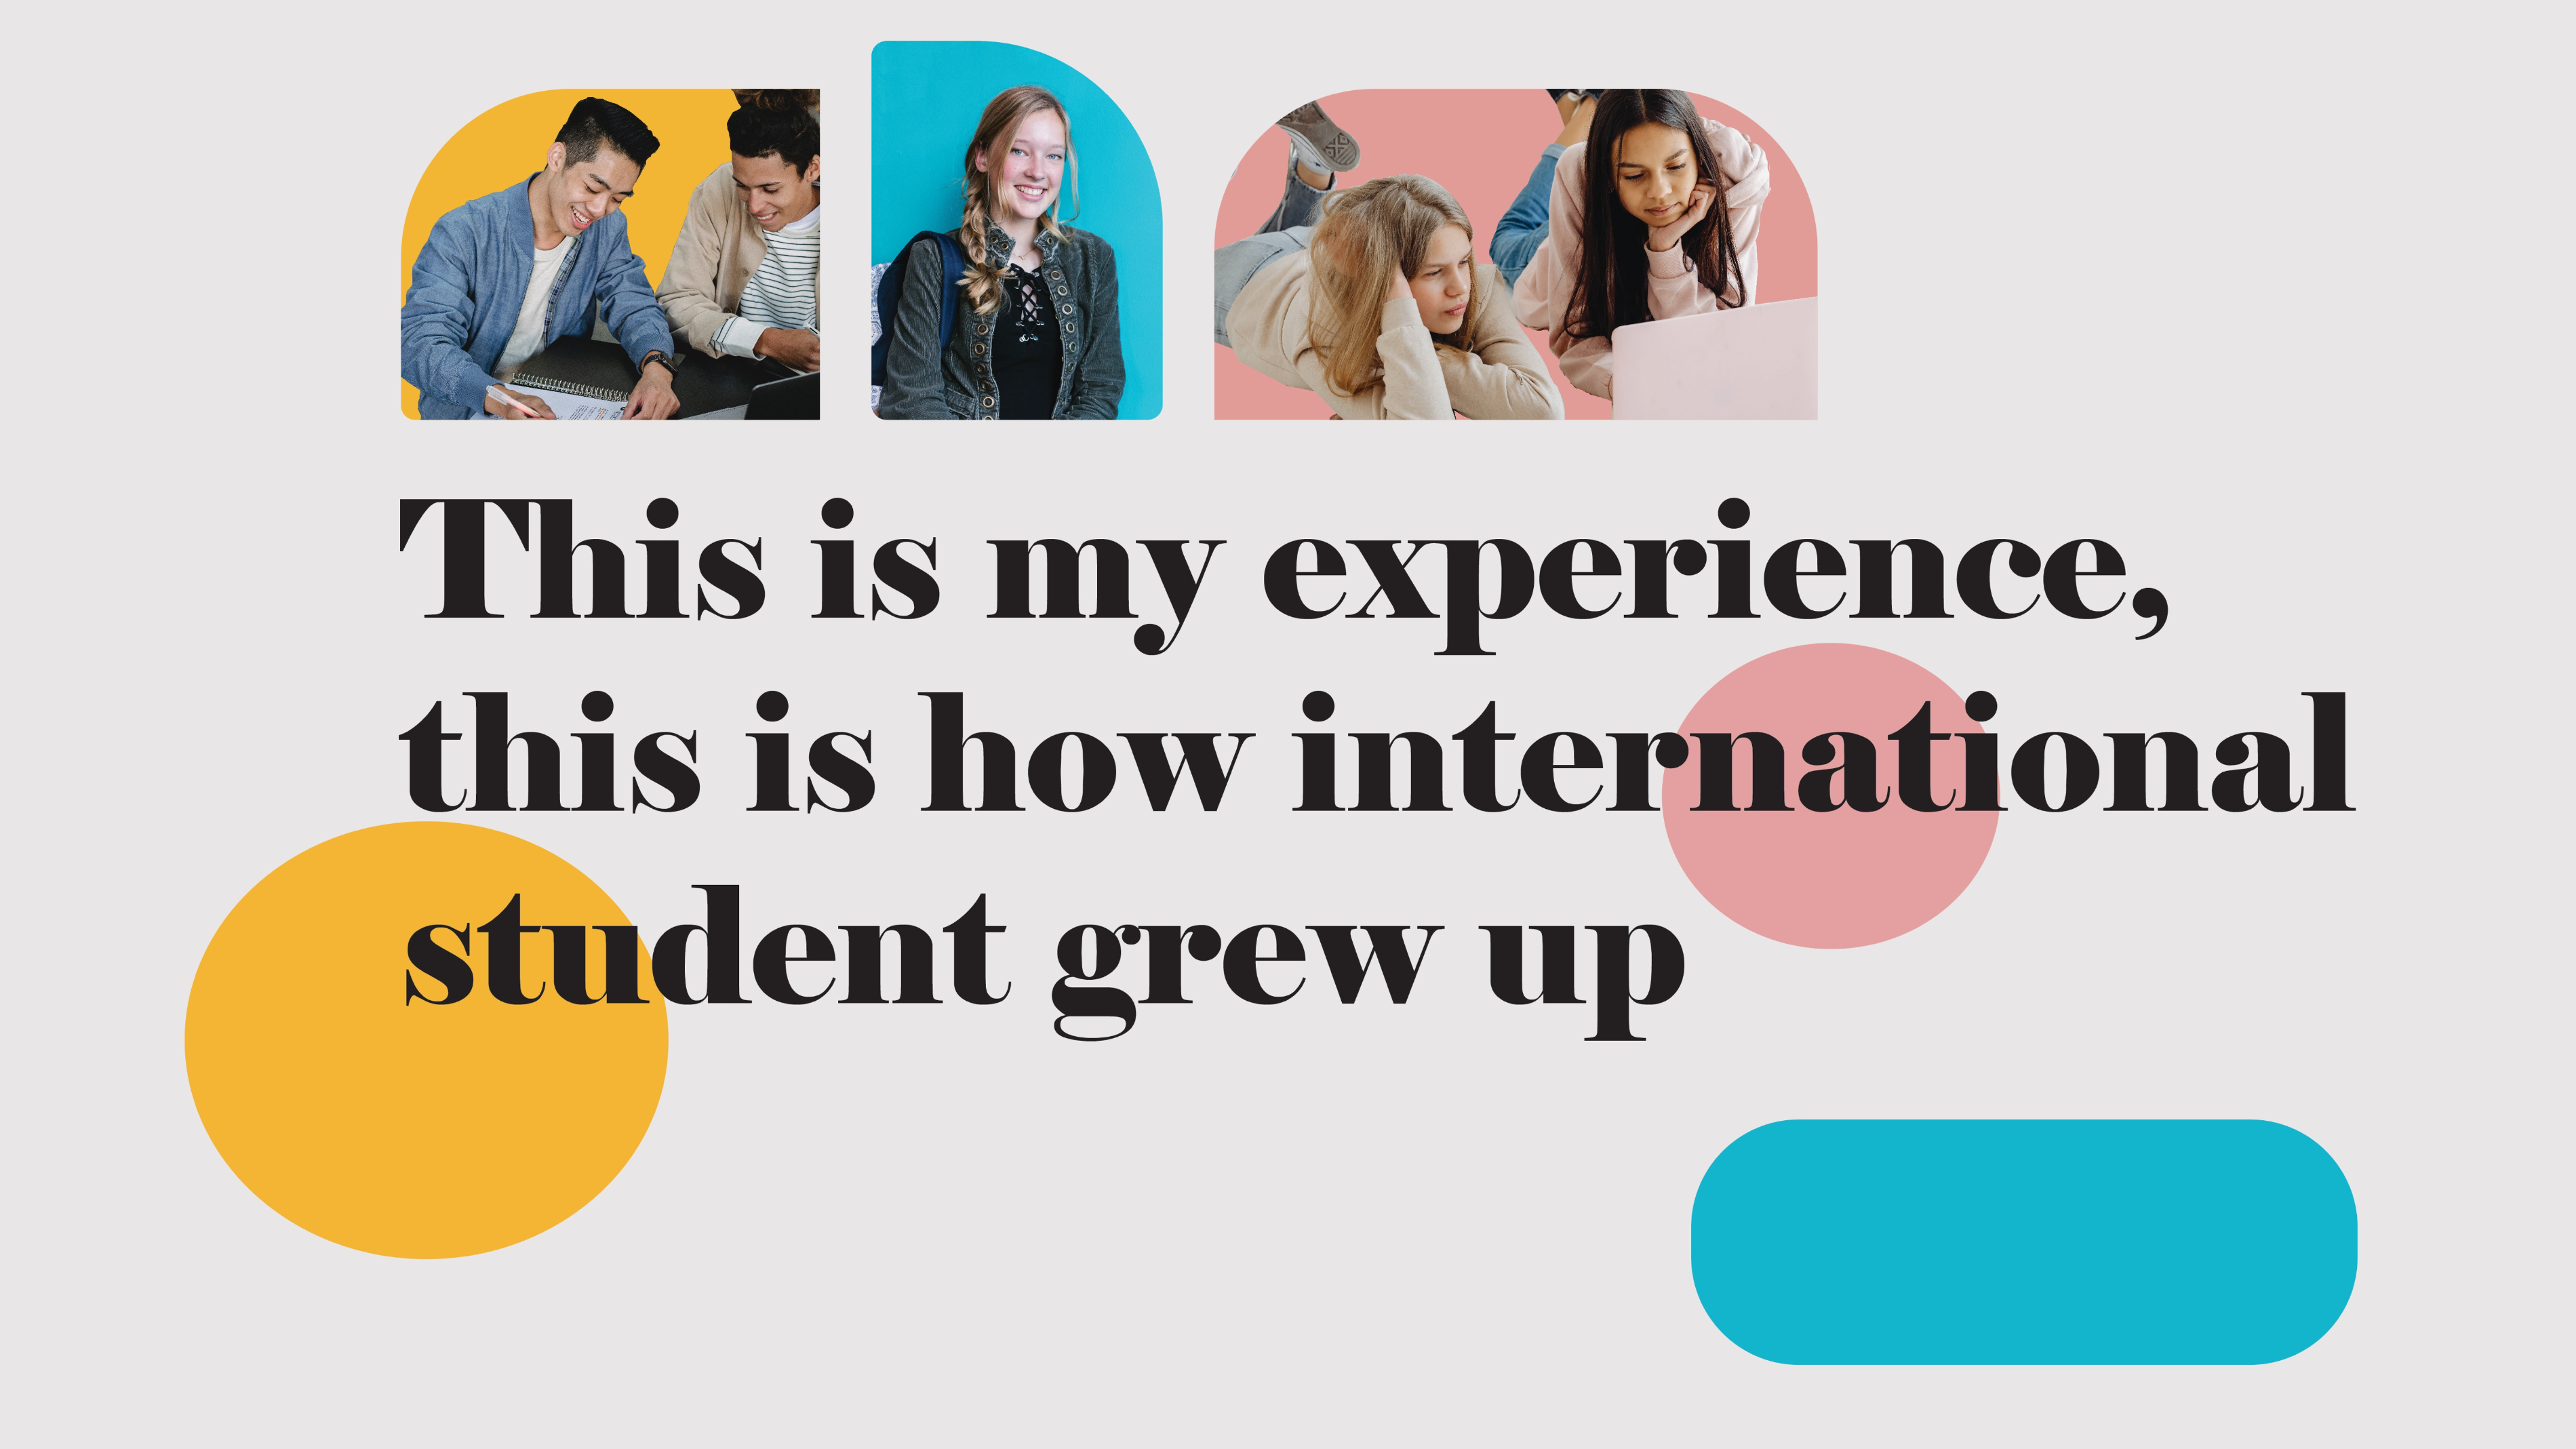 This is my experience,
this is how international
student grew up